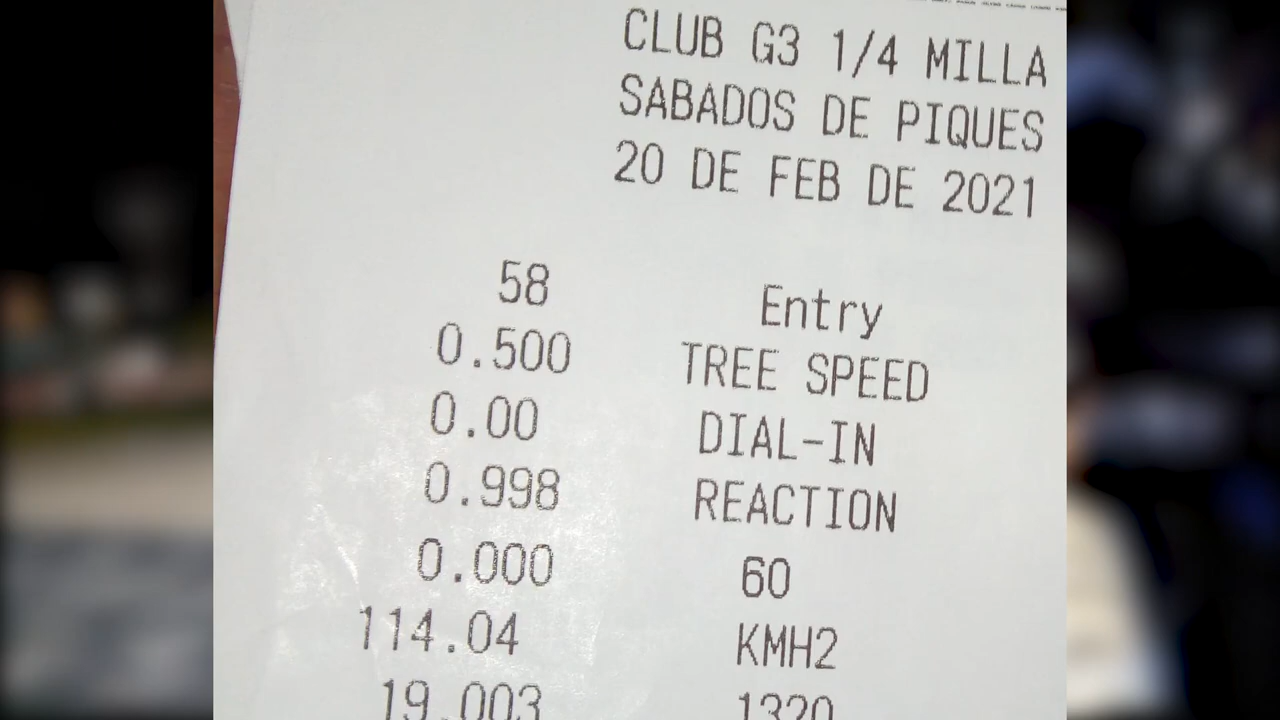 CLUB G3 1/4 MILLA
SABADOS DE PIQUES
20 DE FEB DE 2021
58 Entry
0.500 TREE SPEED
0.00 DIAL-IN
0.998 REACTION
0.000 60
114.04 KMH2
19.003 1320